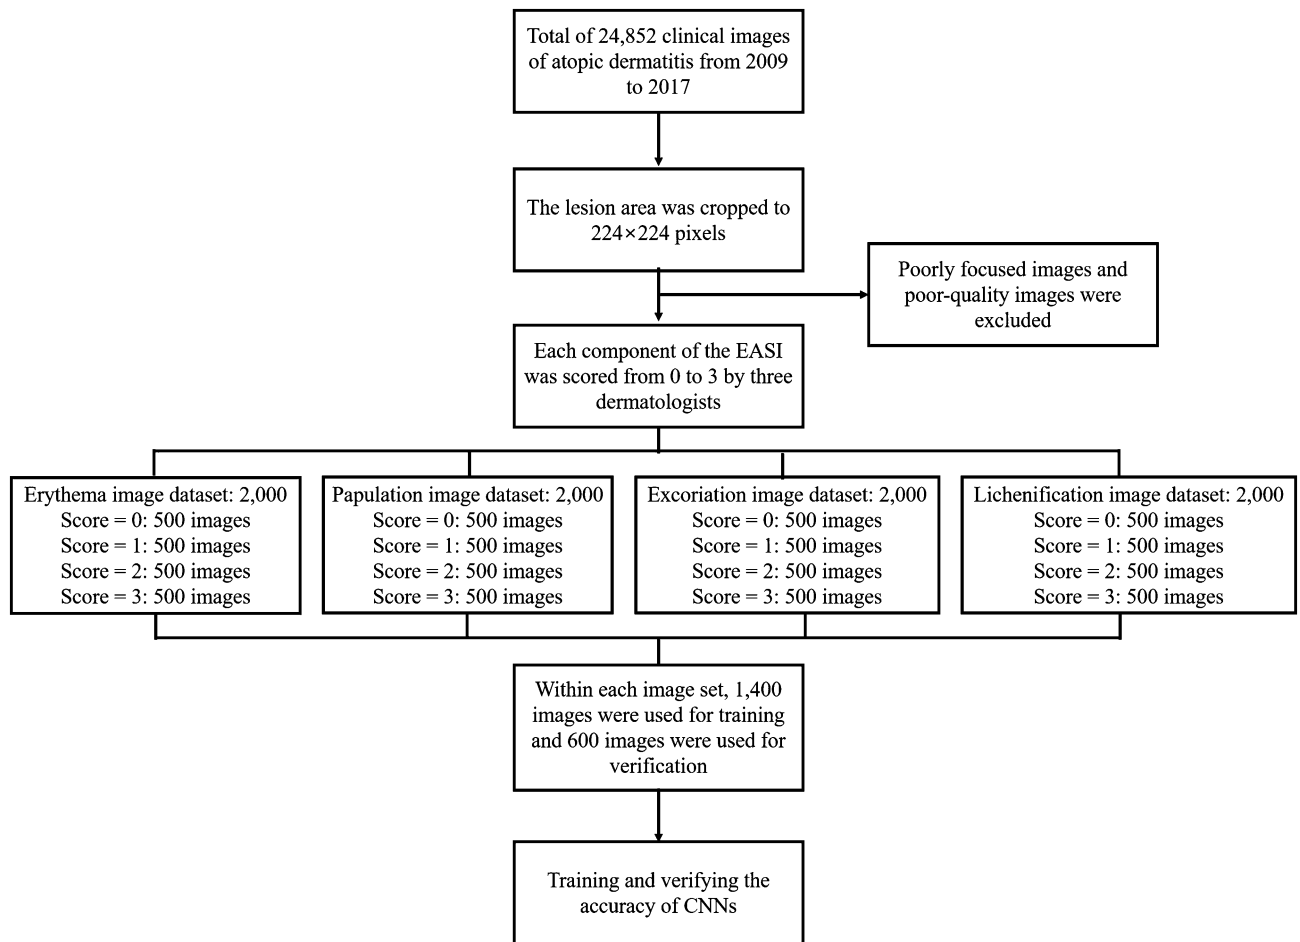 Total of 24,852 clinical images
of atopic dermatitis from 2009
to 2017
The lesion area was cropped to
224×224 pixels
Poorly focused images and
poor-quality images were
excluded
Each component of the EASI
was scored from 0 to 3 by three
dermatologists
Erythema image dataset: 2,000
Score = 0: 500 images
Score = 1: 500 images
Score = 2: 500 images
Score = 3: 500 images
Papulation image dataset: 2,000
Score = 0: 500 images
Score = 1: 500 images
Score = 2: 500 images
Score = 3: 500 images
Excoriation image dataset: 2,000
Score = 0: 500 images
Score = 1: 500 images
Score = 2: 500 images
Score = 3: 500 images
Lichenification image dataset: 2,000
Score = 0: 500 images
Score = 1: 500 images
Score = 2: 500 images
Score = 3: 500 images
Within each image set, 1,400
images were used for training
and 600 images were used for
verification
Training and verifying the
accuracy of CNNs